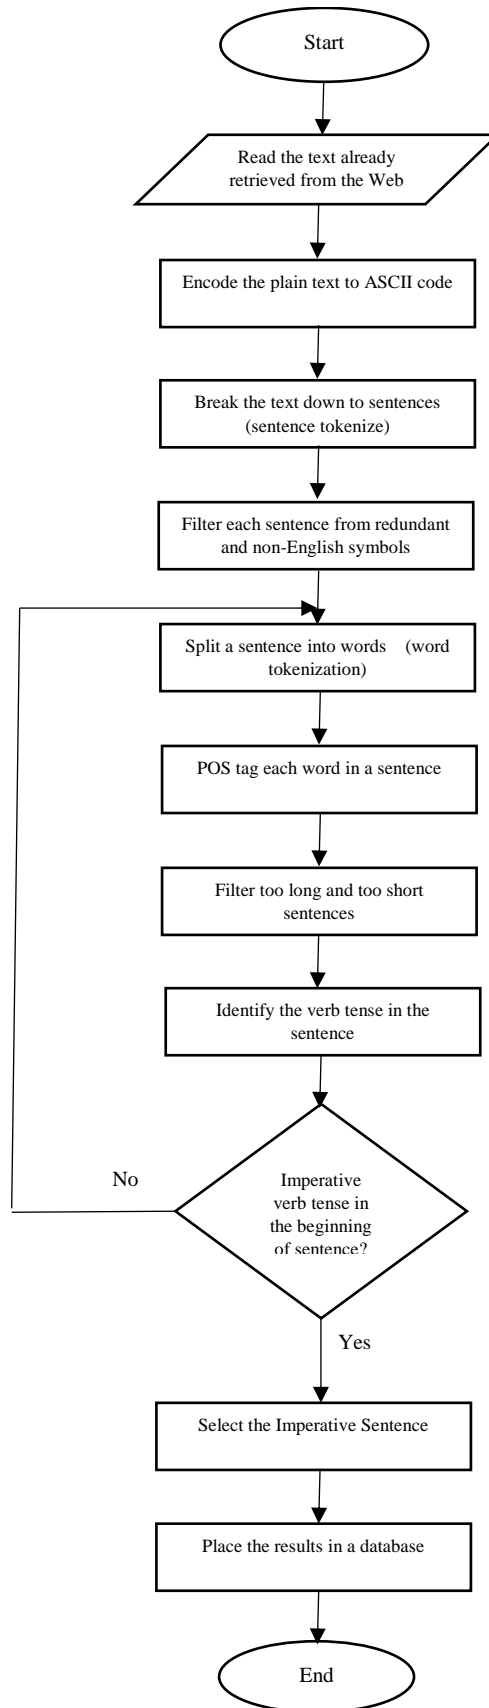 Start
Read the text already
retrieved from the Web
Encode the plain text to ASCII code
Break the text down to sentences
(sentence tokenize)
Filter each sentence from redundant
and non-English symbols
Split a sentence into words (word
tokenization)
POS tag each word in a sentence
Filter too long and too short
sentences
Identify the verb tense in the
sentence
No
Imperative
verb tense in
the beginning
of sentence?
Yes
Select the Imperative Sentence
Place the results in a database
End